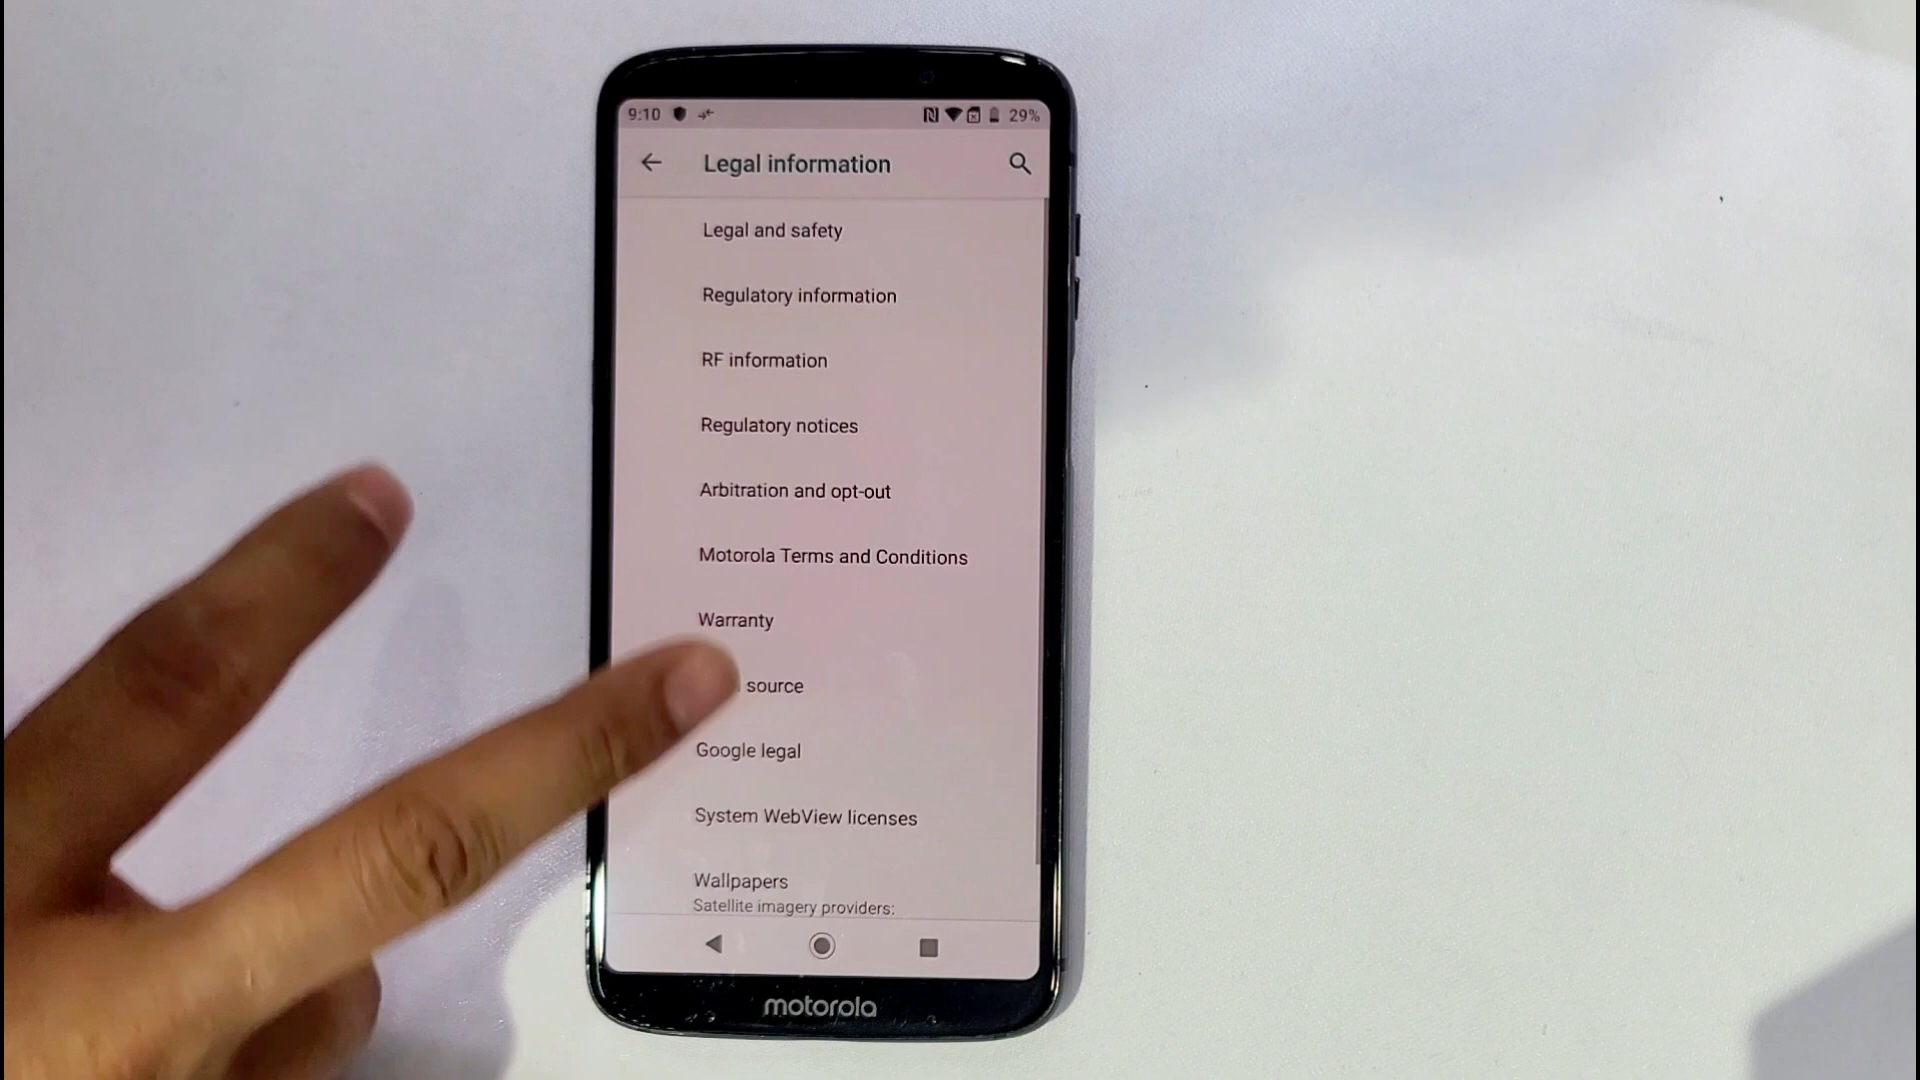 9:10 29%
Legal information
Legal and safety
Regulatory information
RF information
Regulatory notices
Arbitration and opt-out
Motorola Terms and Conditions
Warranty
source
Google legal
System WebView licenses
Wallpapers
Satellite imagery providers:
motorola